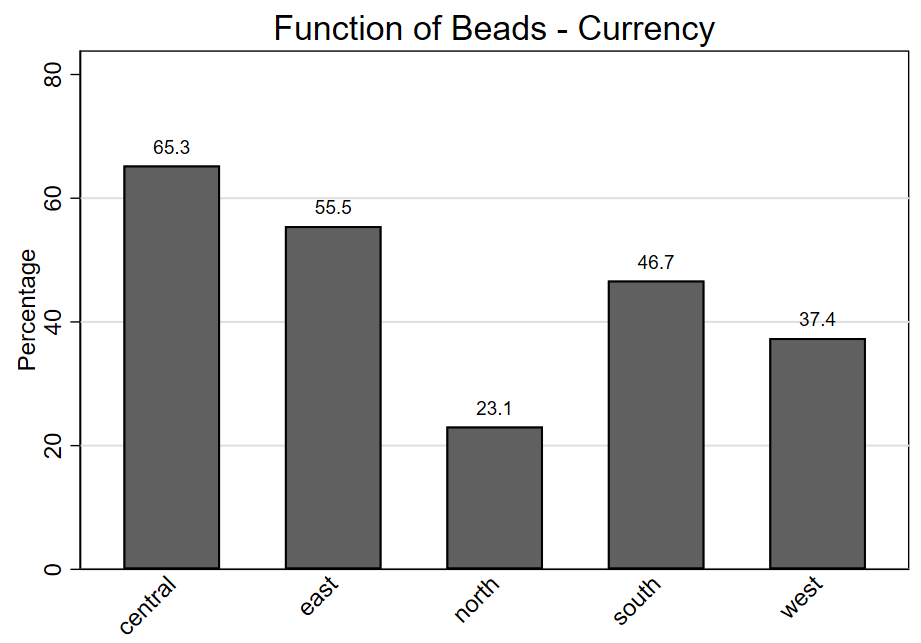 Function of Beads - Currency
Percentage
80
60
40
20
0
65.3
55.5
23.1
46.7
37.4
central
east
north
south
west